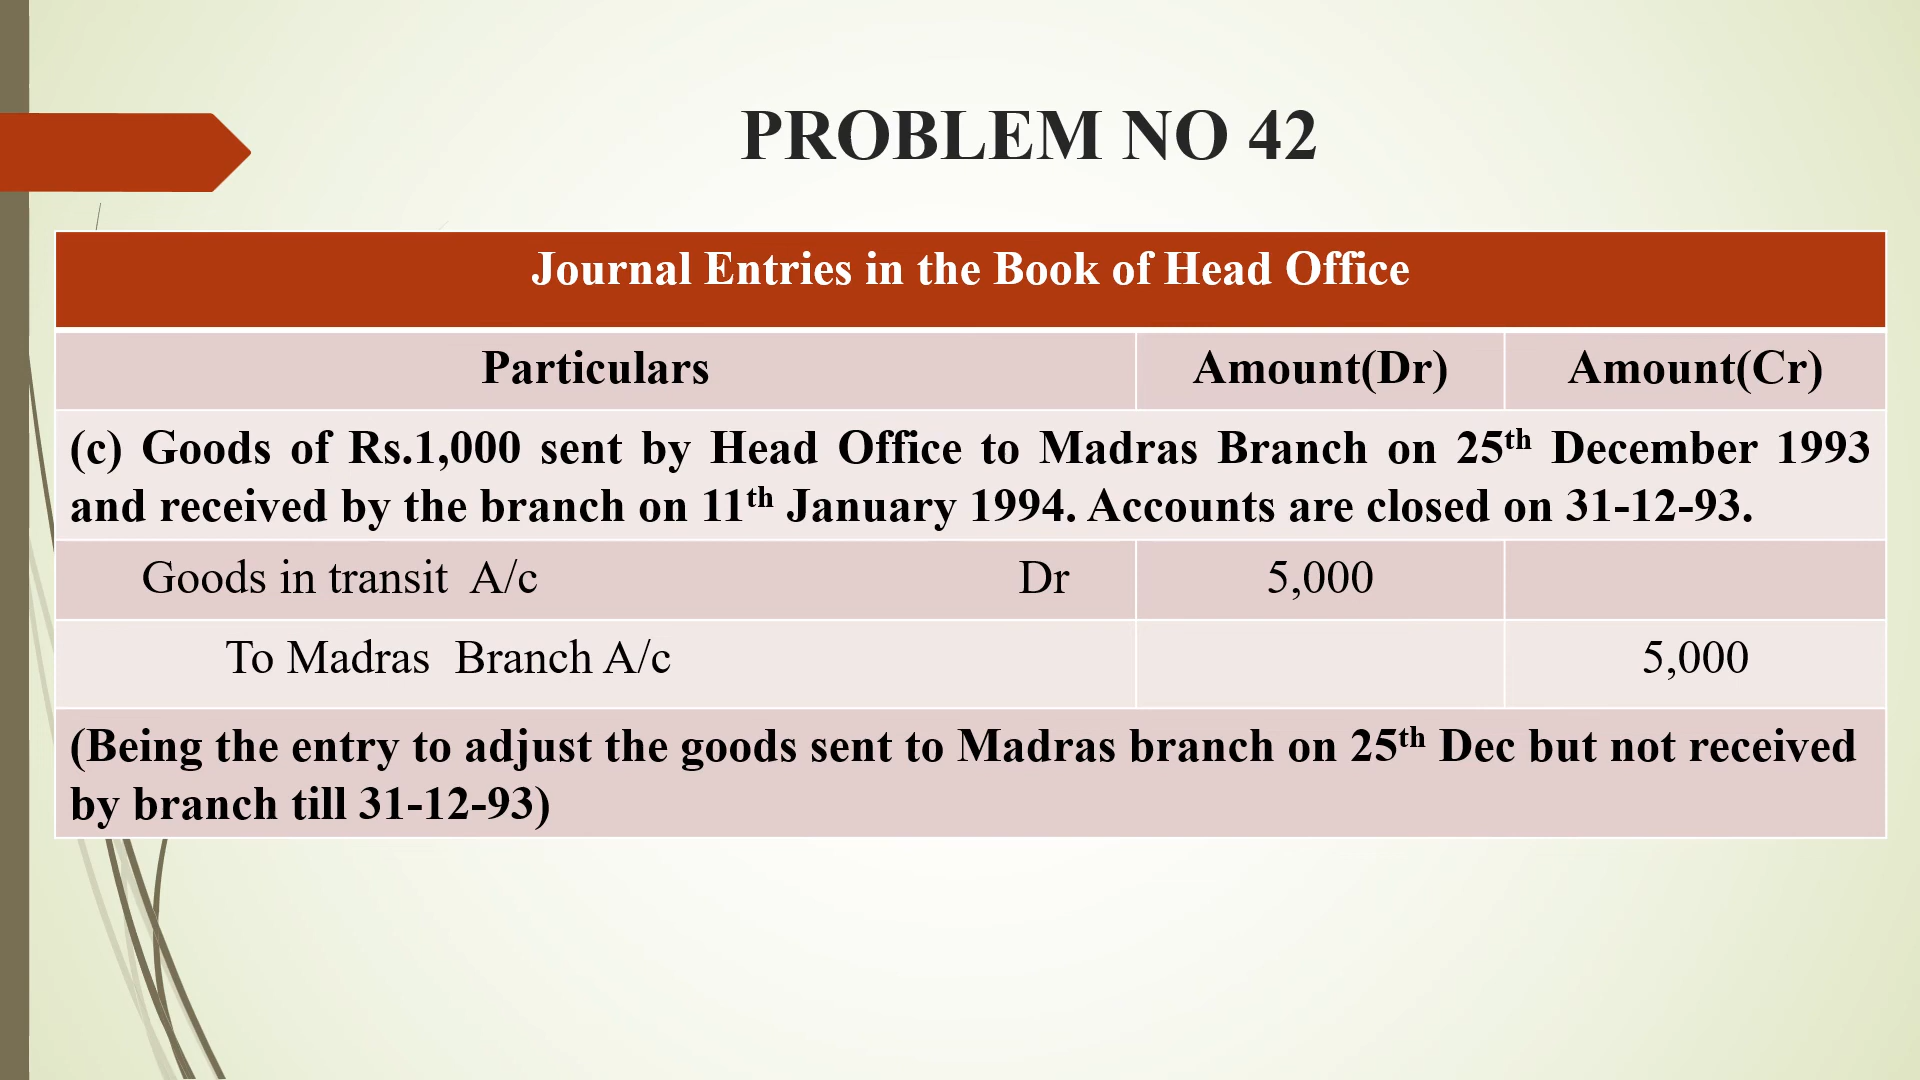 PROBLEM NO 42
Journal Entries in the Book of Head Office
Particulars Amount(Dr) Amount(Cr)
(c) Goods of Rs.1,000 sent by Head Office to Madras Branch on 25th December 1993
and received by the branch on 11th January 1994. Accounts are closed on 31-12-93.
Goods in transit A/c Dr 5,000
To Madras Branch A/c 5,000
(Being the entry to adjust the goods sent to Madras branch on 25th Dec but not received
by branch till 31-12-93)